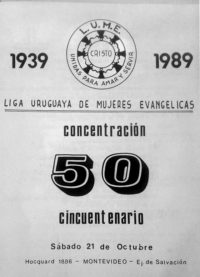 L.U.M.E.
CRISTO
UNIDAS PARA AMAR Y SERVIR
1939
1989
LIGA URUGUAYA DE MUJERES EVANGELICAS
concentración
50
cincuentenario
Sábado 21 de Octubre
Hocquard 1886 - MONTEVIDEO - Ej de Salvación